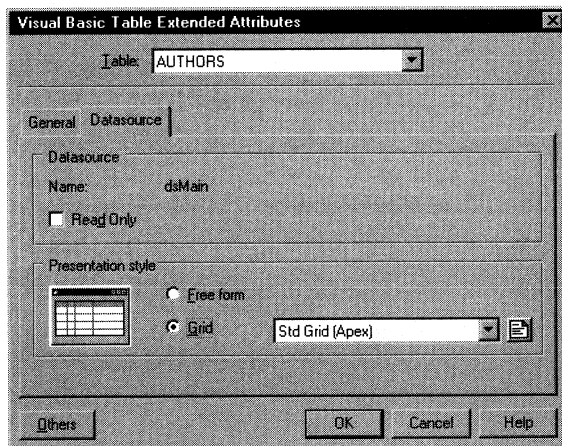 Visual Basic Table Extended Attributes
Table: AUTHORS
General Datasource
Datasource
Name: dsMain
Read Only
Presentation style
Free form
Grid Std Grid (Apex)
Others OK Cancel Help